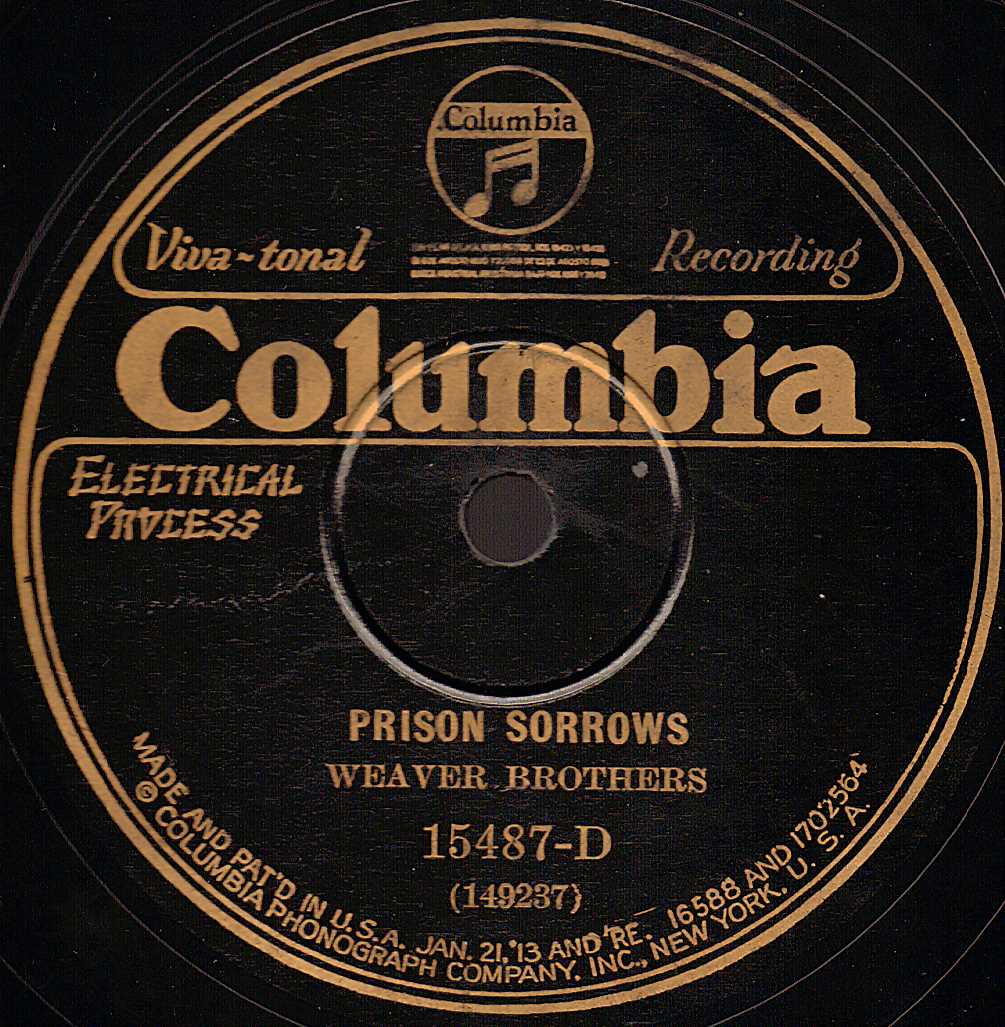 Columbia
Viva-tonal
Recording
Columbia
ELECTRICAL
PROCESS
PRISON SORROWS
WEAVER BROTHERS
15487-D
(149237)
MADE AND PAT'D IN U.S.A. JAN. 21,'13 AND RE. 16588 AND 1702564
© COLUMBIA PHONOGRAPH COMPANY, INC., NEW YORK, U. S. A.